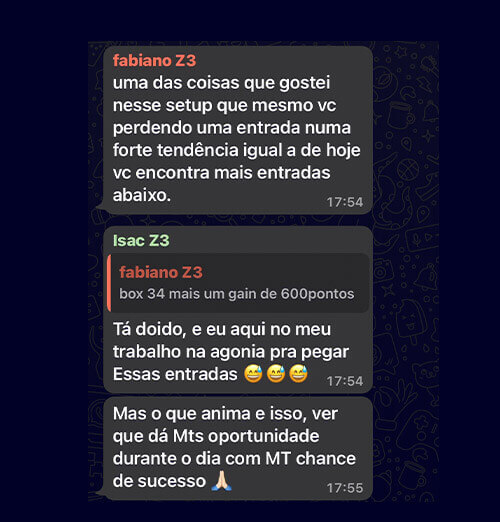 fabiano Z3
uma das coisas que gostei
nesse setup que mesmo vc
perdendo uma entrada numa
forte tendência igual a de hoje
vc encontra mais entradas
abaixo.
17:54
Isac Z3
fabiano Z3
box 34 mais um gain de 600pontos
Tá doido, e eu aqui no meu
trabalho na agonia pra pegar
Essas entradas 😅😅😅
17:54
Mas o que anima e isso, ver
que dá Mts oportunidade
durante o dia com MT chance
de sucesso 🙏🏻
17:55